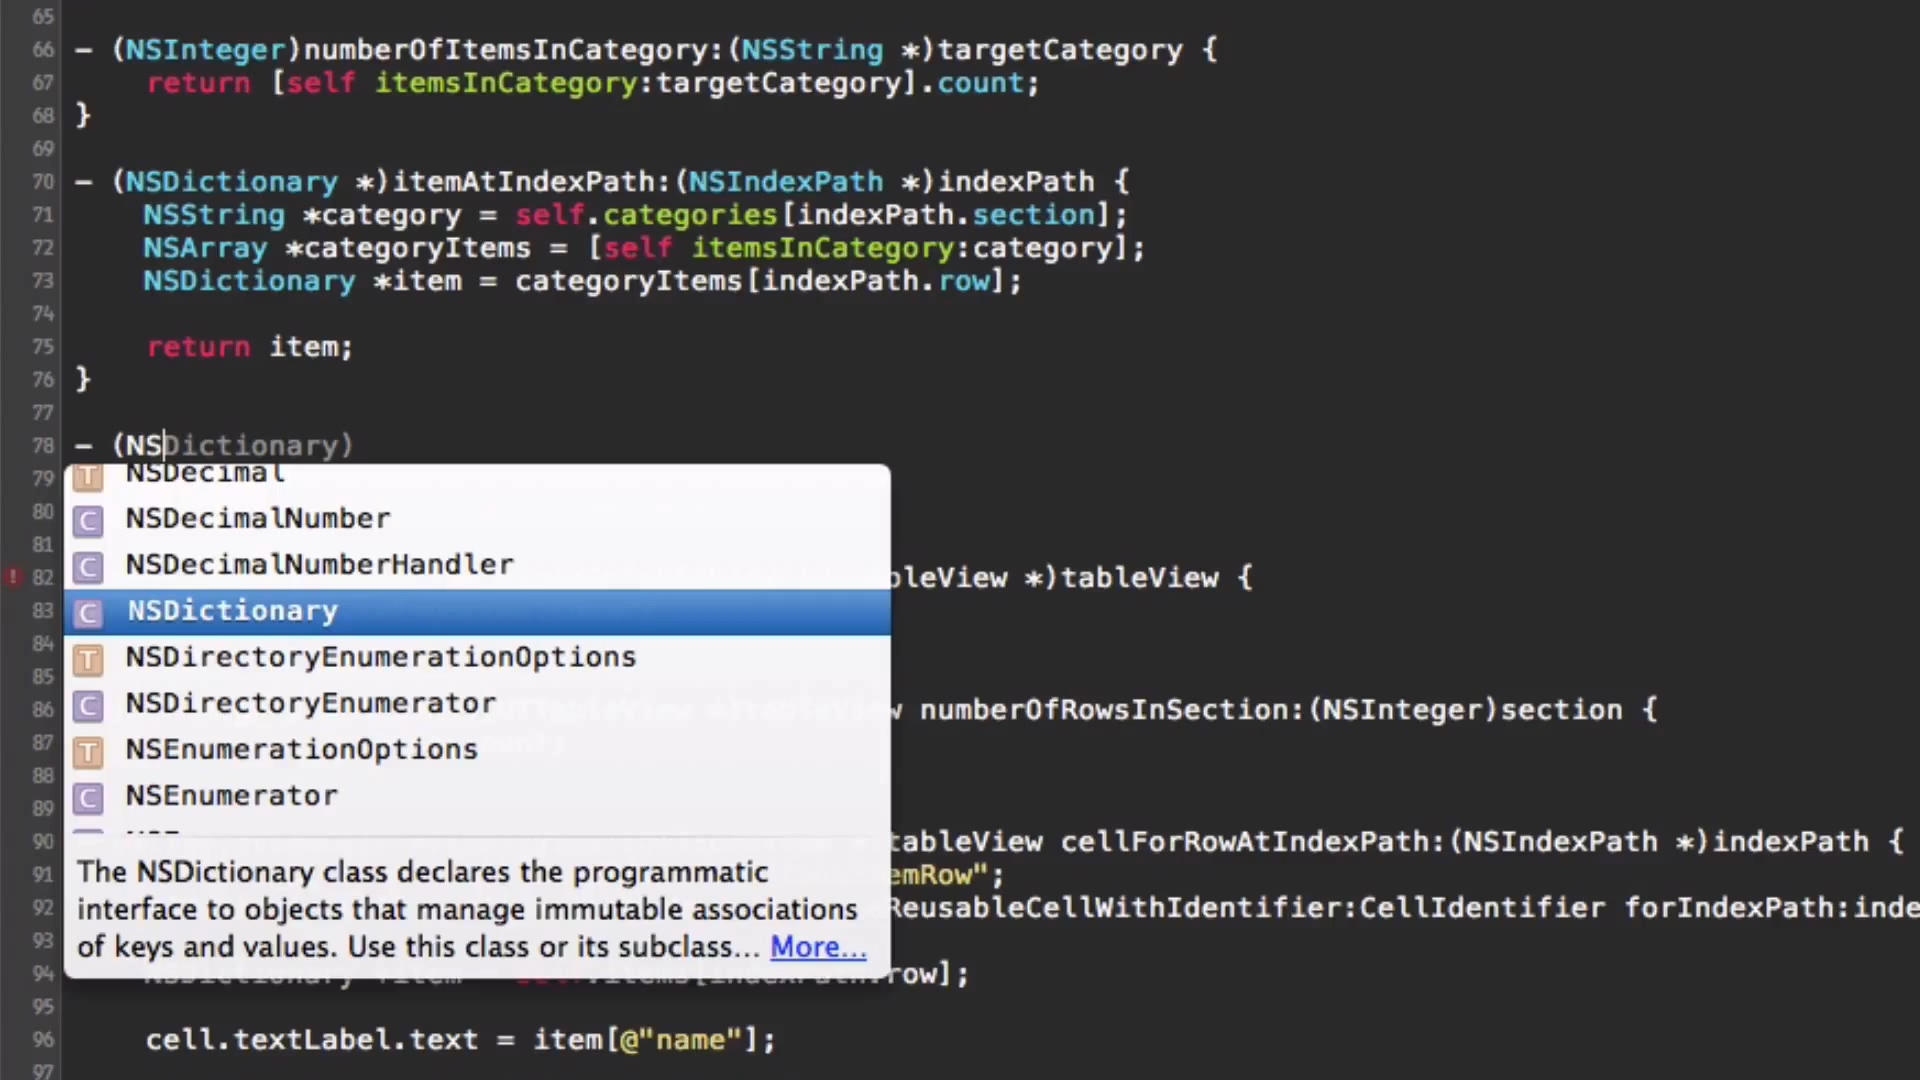 65
66 - (NSInteger)numberOfItemsInCategory:(NSString *)targetCategory {
67 return [self itemsInCategory:targetCategory].count;
68 }
69
70 - (NSDictionary *)itemAtIndexPath:(NSIndexPath *)indexPath {
71 NSString *category = self.categories[indexPath.section];
72 NSArray *categoryItems = [self itemsInCategory:category];
73 NSDictionary *item = categoryItems[indexPath.row];
74
75 return item;
76 }
77
78 - (NSDictionary)
79 T NSDecimal
80 C NSDecimalNumber
81 C NSDecimalNumberHandler
82 bleView *)tableView {
83 C NSDictionary
84 T NSDirectoryEnumerationOptions
85 C NSDirectoryEnumerator
86 numberOfRowsInSection:(NSInteger)section {
87 T NSEnumerationOptions
88 C NSEnumerator
89
90 tableView cellForRowAtIndexPath:(NSIndexPath *)indexPath {
91 The NSDictionary class declares the programmatic emRow";
92 interface to objects that manage immutable associations ReusableCellWithIdentifier:CellIdentifier forIndexPath:inde
93 of keys and values. Use this class or its subclass... More...
94 NSDictionary *item = self.items[indexPath.row];
95
96 cell.textLabel.text = item[@"name"];
97